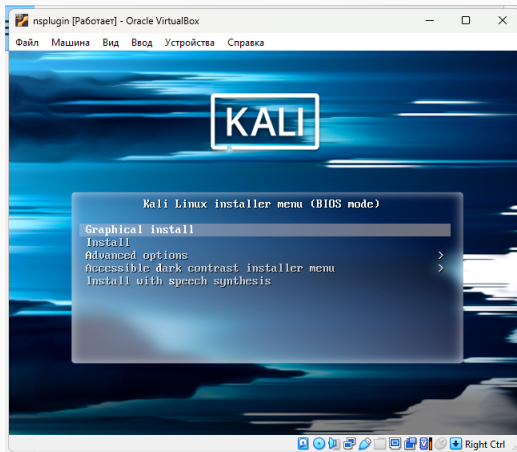 nsplugin [Работает] - Oracle VirtualBox
Файл Машина Вид Ввод Устройства Справка
KALI
Kali Linux installer menu (BIOS mode)
Graphical install
Install
Advanced options >
Accessible dark contrast installer menu >
Install with speech synthesis
Right Ctrl